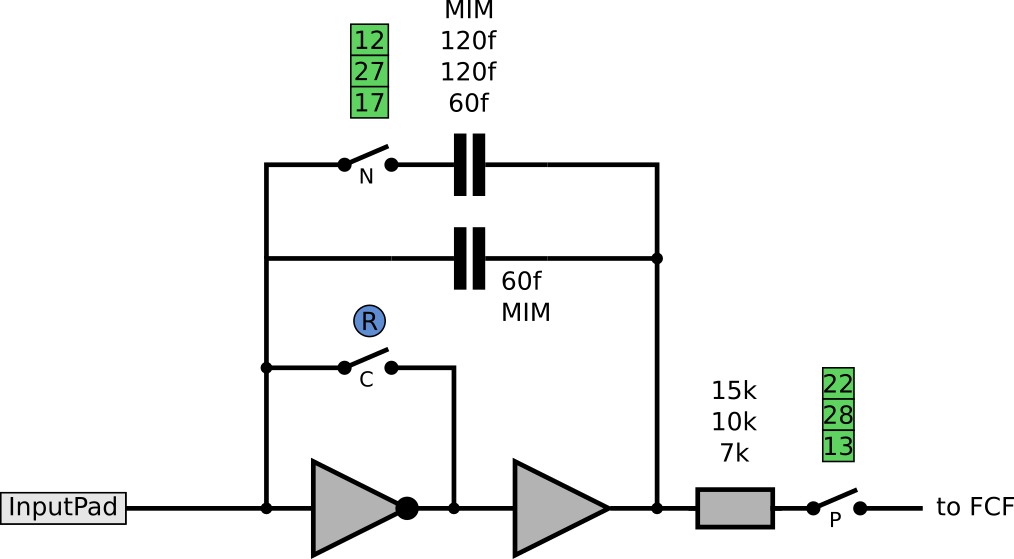 MIM
12 120f
27 120f
17 60f
N
60f
MIM
R
C
15k
10k
7k
22
28
13
InputPad
P
to FCF